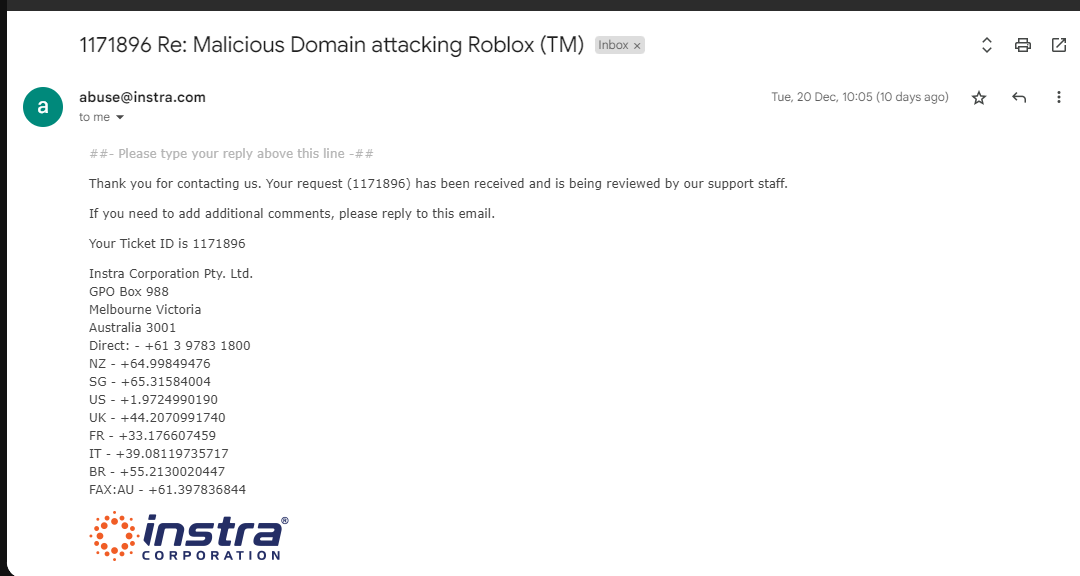 1171896 Re: Malicious Domain attacking Roblox (TM) Inbox ×
a
abuse@instra.com
Tue, 20 Dec, 10:05 (10 days ago)
to me
##- Please type your reply above this line -##
Thank you for contacting us. Your request (1171896) has been received and is being reviewed by our support staff.
If you need to add additional comments, please reply to this email.
Your Ticket ID is 1171896
Instra Corporation Pty. Ltd.
GPO Box 988
Melbourne Victoria
Australia 3001
Direct: - +61 3 9783 1800
NZ - +64.99849476
SG - +65.31584004
US - +1.9724990190
UK - +44.2070991740
FR - +33.176607459
IT - +39.08119735717
BR - +55.2130020447
FAX:AU - +61.397836844
instra®
CORPORATION